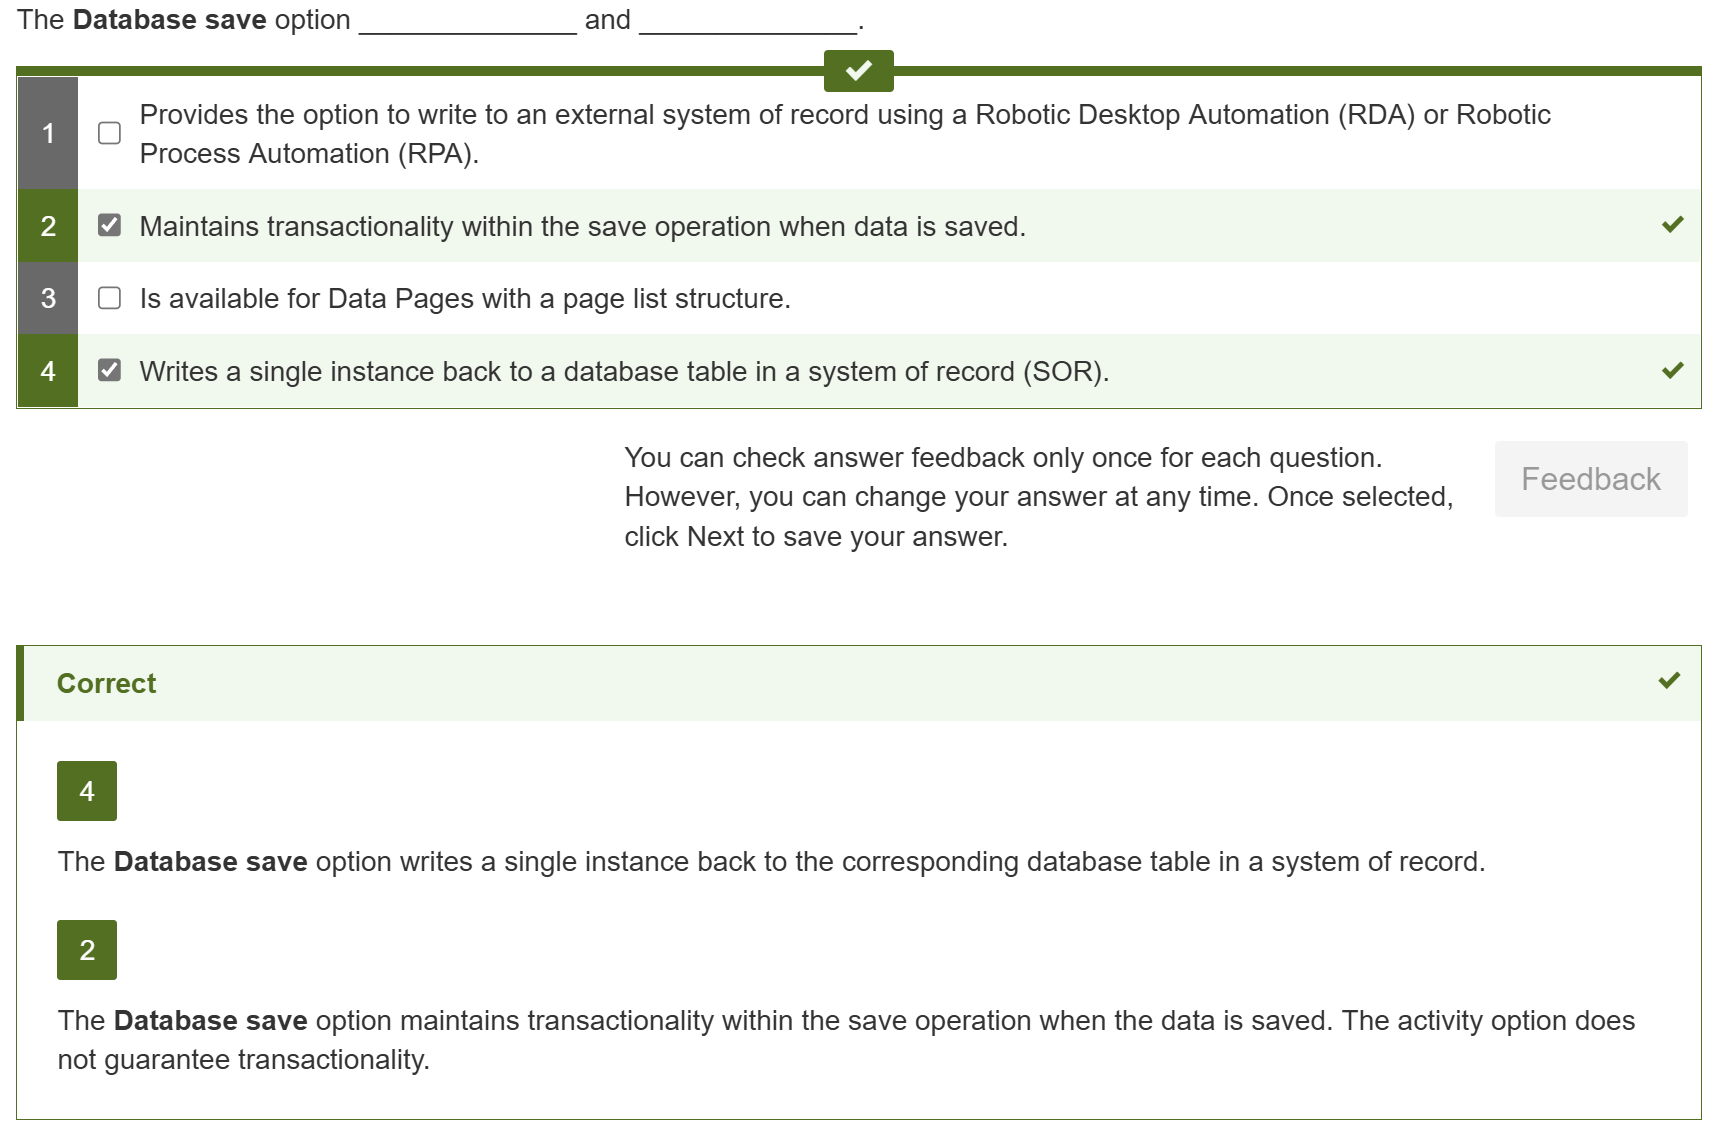 The Database save option ______________ and ______________.
1 Provides the option to write to an external system of record using a Robotic Desktop Automation (RDA) or Robotic
Process Automation (RPA).
2 Maintains transactionality within the save operation when data is saved.
3 Is available for Data Pages with a page list structure.
4 Writes a single instance back to a database table in a system of record (SOR).
You can check answer feedback only once for each question.
However, you can change your answer at any time. Once selected,
click Next to save your answer.
Feedback
Correct
4
The Database save option writes a single instance back to the corresponding database table in a system of record.
2
The Database save option maintains transactionality within the save operation when the data is saved. The activity option does
not guarantee transactionality.